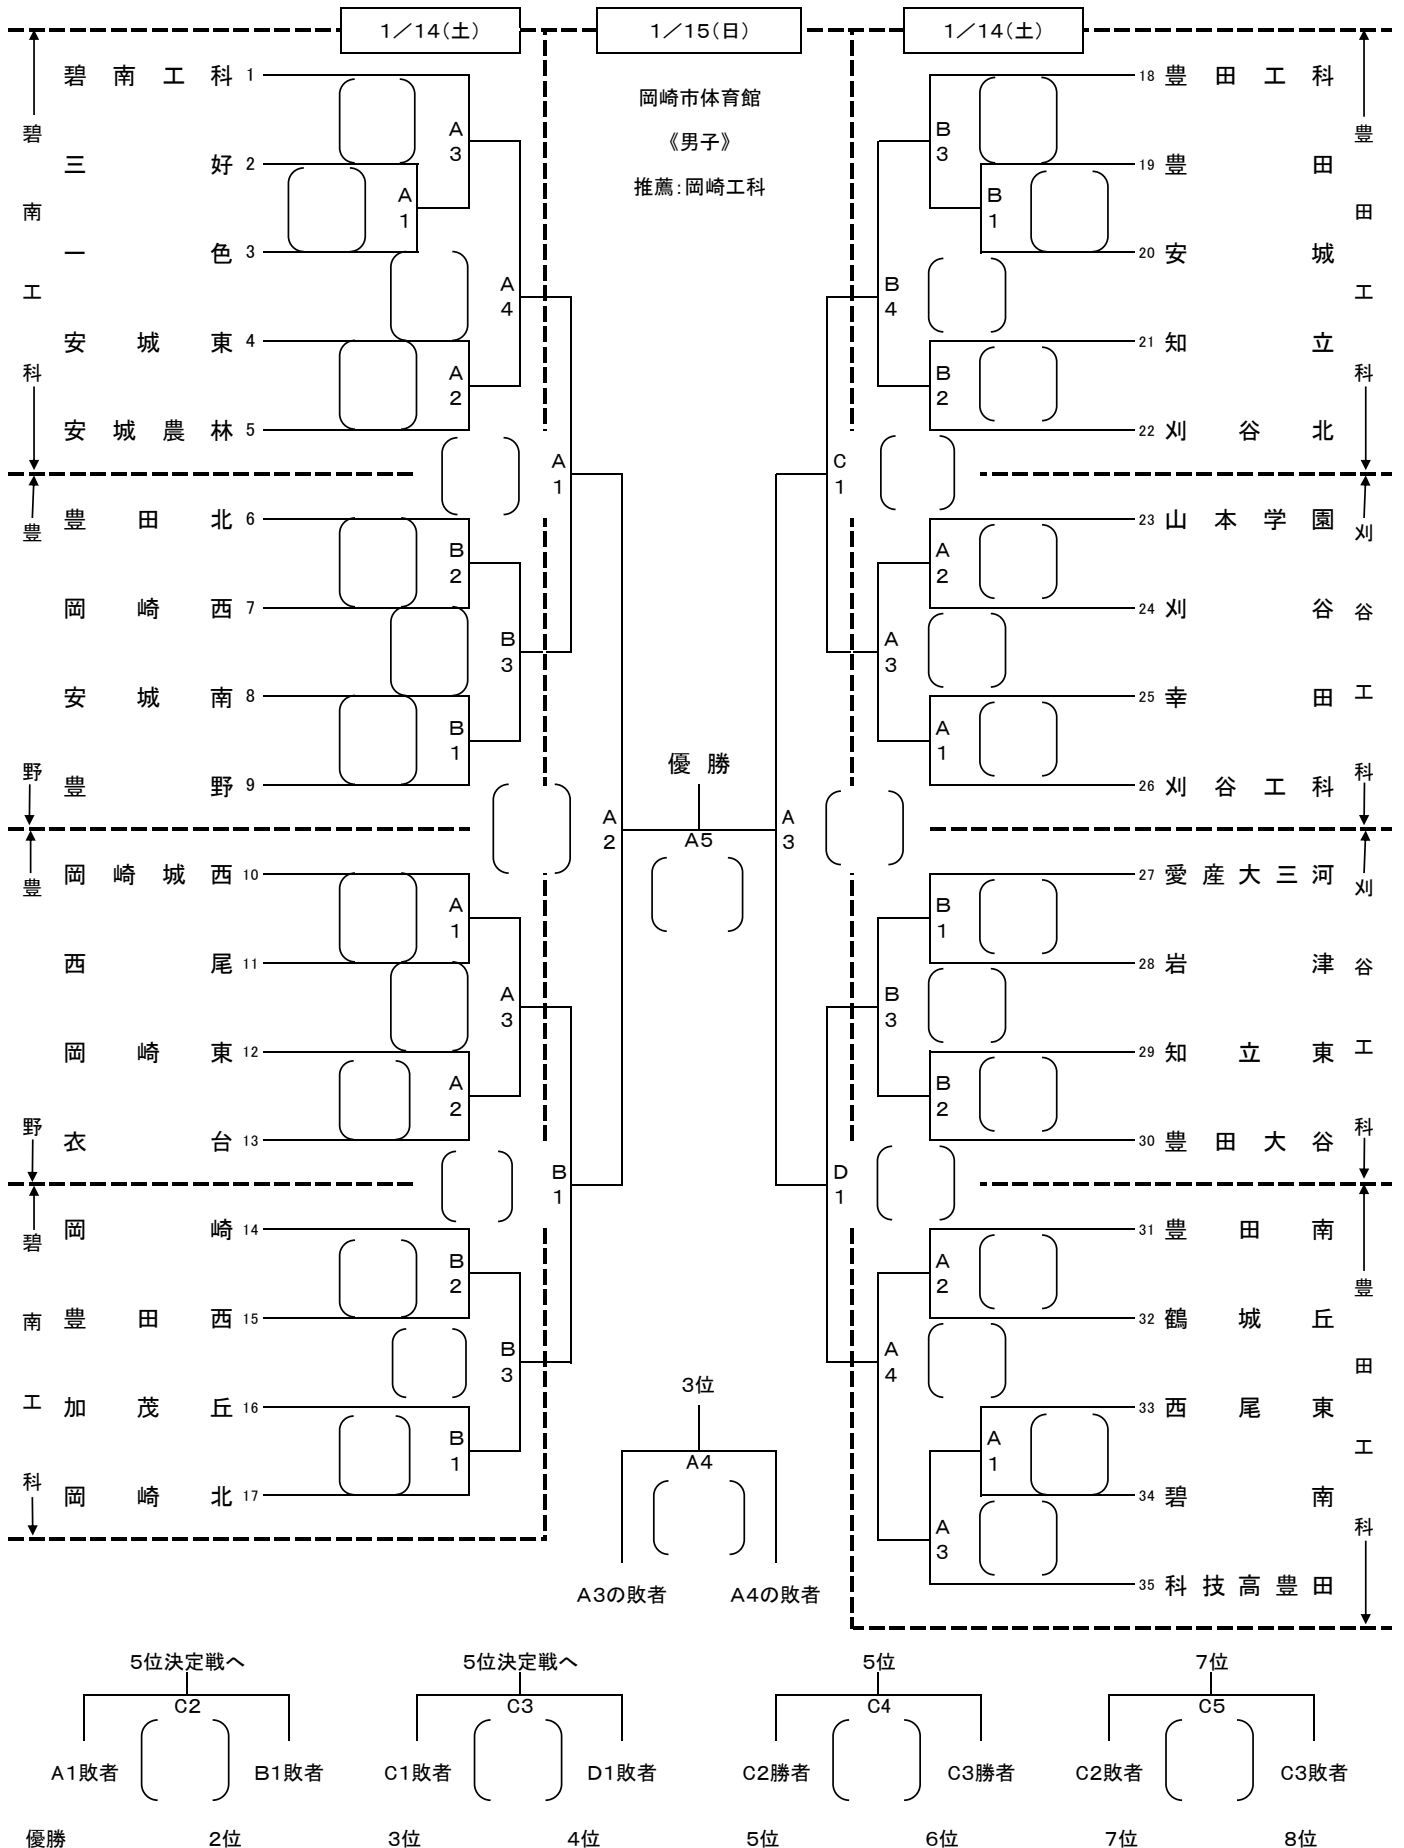 1/14(土) 1/15(日) 1/14(土)
岡崎市体育館
《男子》
推薦:岡崎工科
碧南工科
碧南工科 1
三好 2
一色 3
安城東 4
安城農林 5
A3
A1
A4
A2
豊野
豊田北 6
岡崎西 7
安城南 8
豊野 9
B2
B3
B1
A1
豊野
岡崎城西 10
西尾 11
岡崎東 12
衣台 13
A1
A3
A2
碧南工科
岡崎 14
豊田西 15
加茂丘 16
岡崎北 17
B2
B3
B1
B1
A2
優勝
A5
A3
豊田工科
18 豊田工科
19 豊田
20 安城
21 知立
22 刈谷北
B3
B1
B4
B2
C1
刈谷工科
23 山本学園
24 刈谷
25 幸田
26 刈谷工科
A2
A3
A1
刈谷工科
27 愛産大三河
28 岩津
29 知立東
30 豊田大谷
B1
B3
B2
D1
豊田工科
31 豊田南
32 鶴城丘
33 西尾東
34 碧南
35 科技高豊田
A2
A4
A1
A3
3位
A4
A3の敗者 A4の敗者
5位決定戦へ 5位決定戦へ 5位 7位
C2 C3 C4 C5
A1敗者 B1敗者 C1敗者 D1敗者 C2勝者 C3勝者 C2敗者 C3敗者
優勝 2位 3位 4位 5位 6位 7位 8位